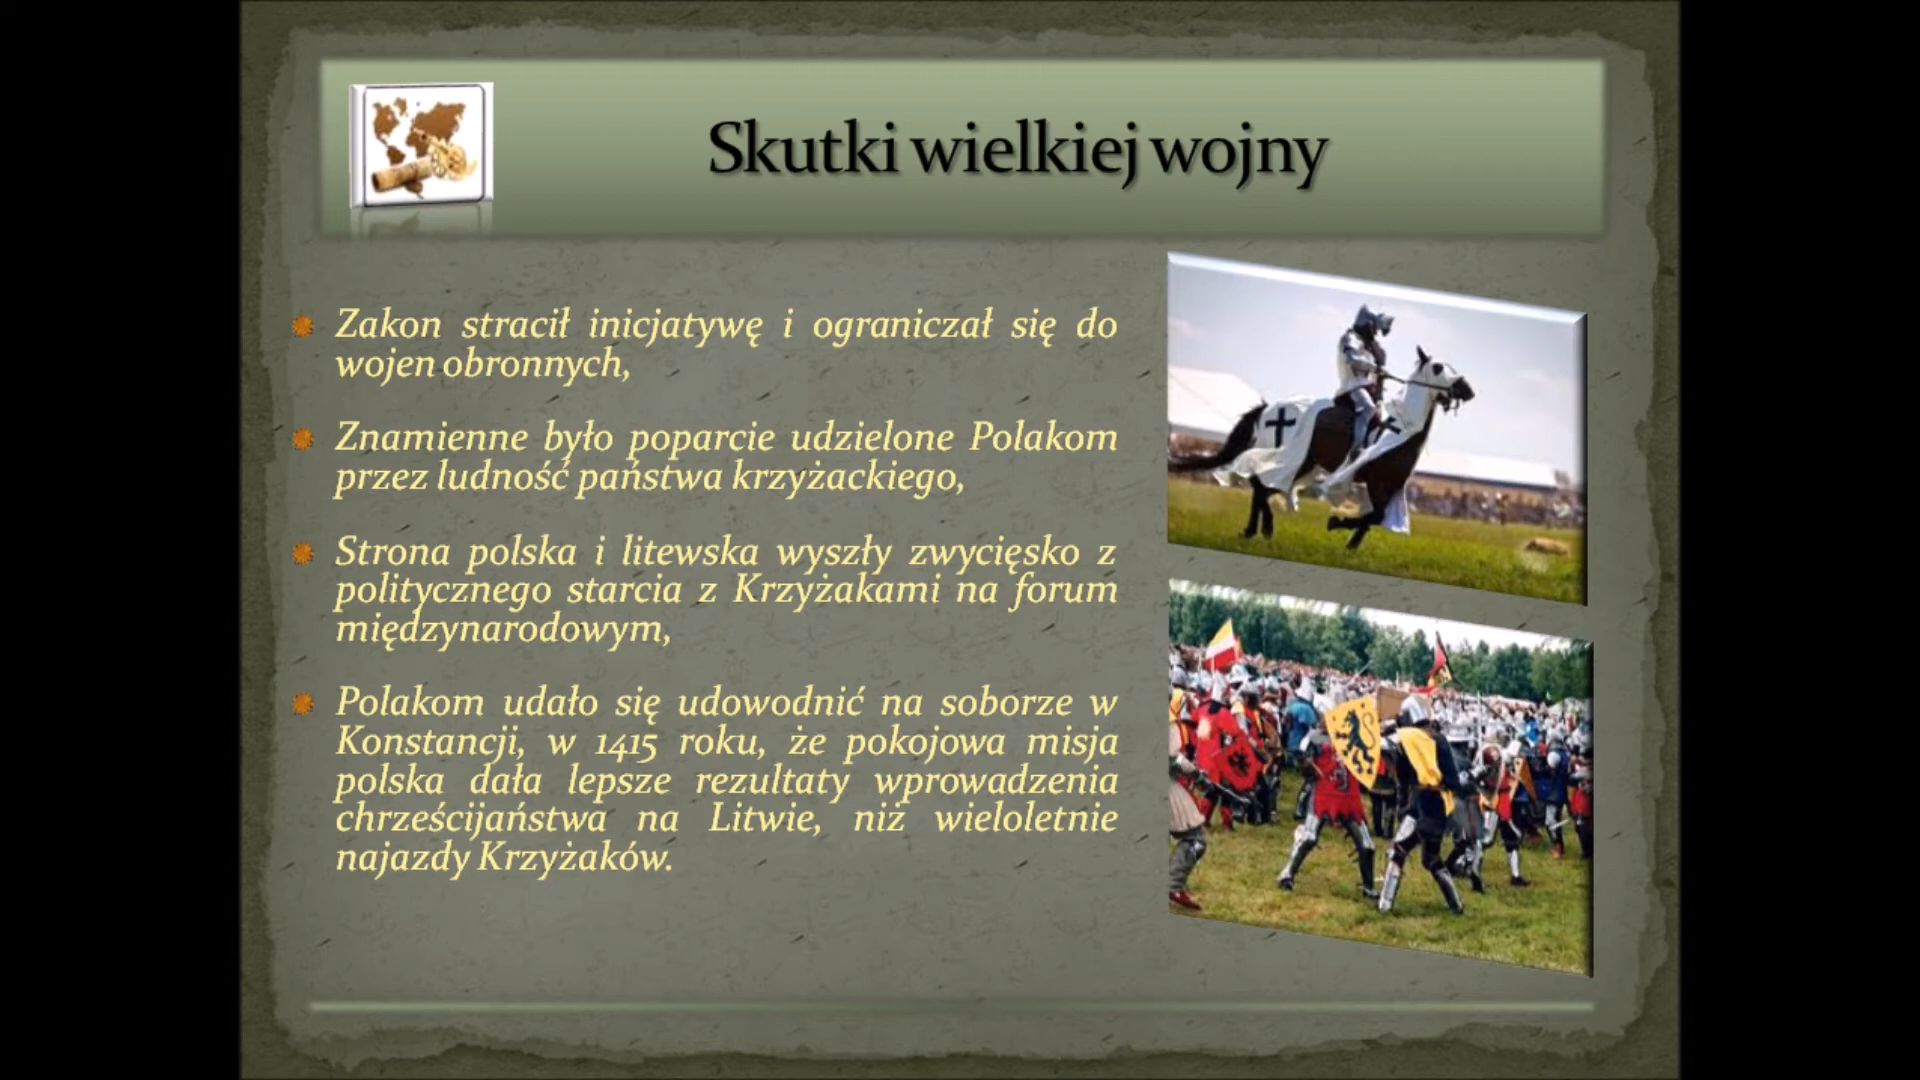 Skutki wielkiej wojny
Zakon stracił inicjatywę i ograniczał się do
wojen obronnych,
Znamienne było poparcie udzielone Polakom
przez ludność państwa krzyżackiego,
Strona polska i litewska wyszły zwycięsko z
politycznego starcia z Krzyżakami na forum
międzynarodowym,
Polakom udało się udowodnić na soborze w
Konstancji, w 1415 roku, że pokojowa misja
polska dała lepsze rezultaty wprowadzenia
chrześcijaństwa na Litwie, niż wieloletnie
najazdy Krzyżaków.